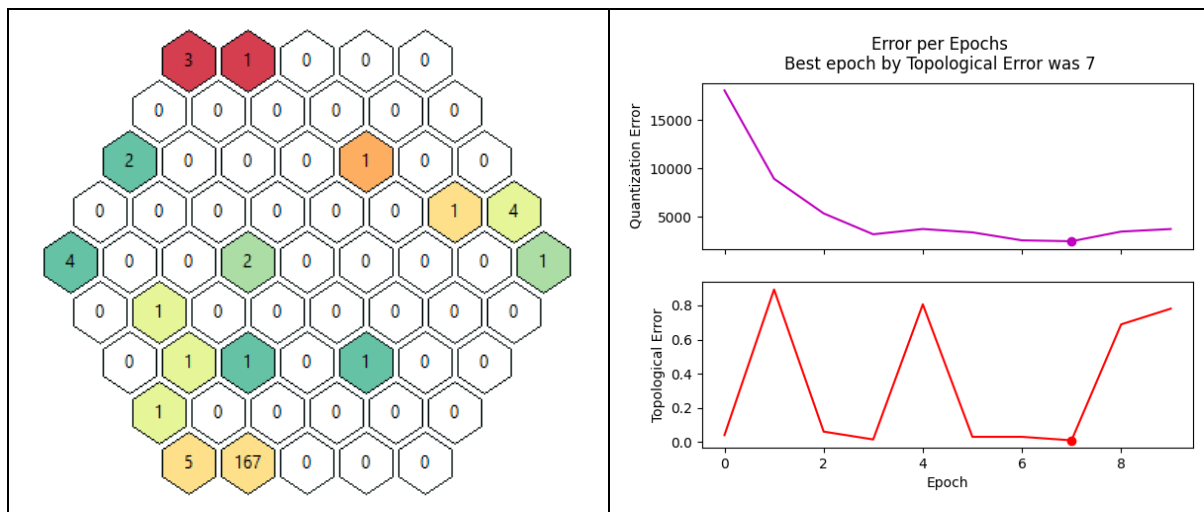 3 1 0 0 0
0 0 0 0 0 0
2 0 0 0 1 0 0
0 0 0 0 0 0 1 4
4 0 0 2 0 0 0 0 1
0 1 0 0 0 0 0 0
0 1 1 0 1 0 0
1 0 0 0 0 0
5 167 0 0 0
Error per Epochs
Best epoch by Topological Error was 7
Quantization Error
15000
10000
5000
Topological Error
0.8
0.6
0.4
0.2
0.0
0 2 4 6 8
Epoch